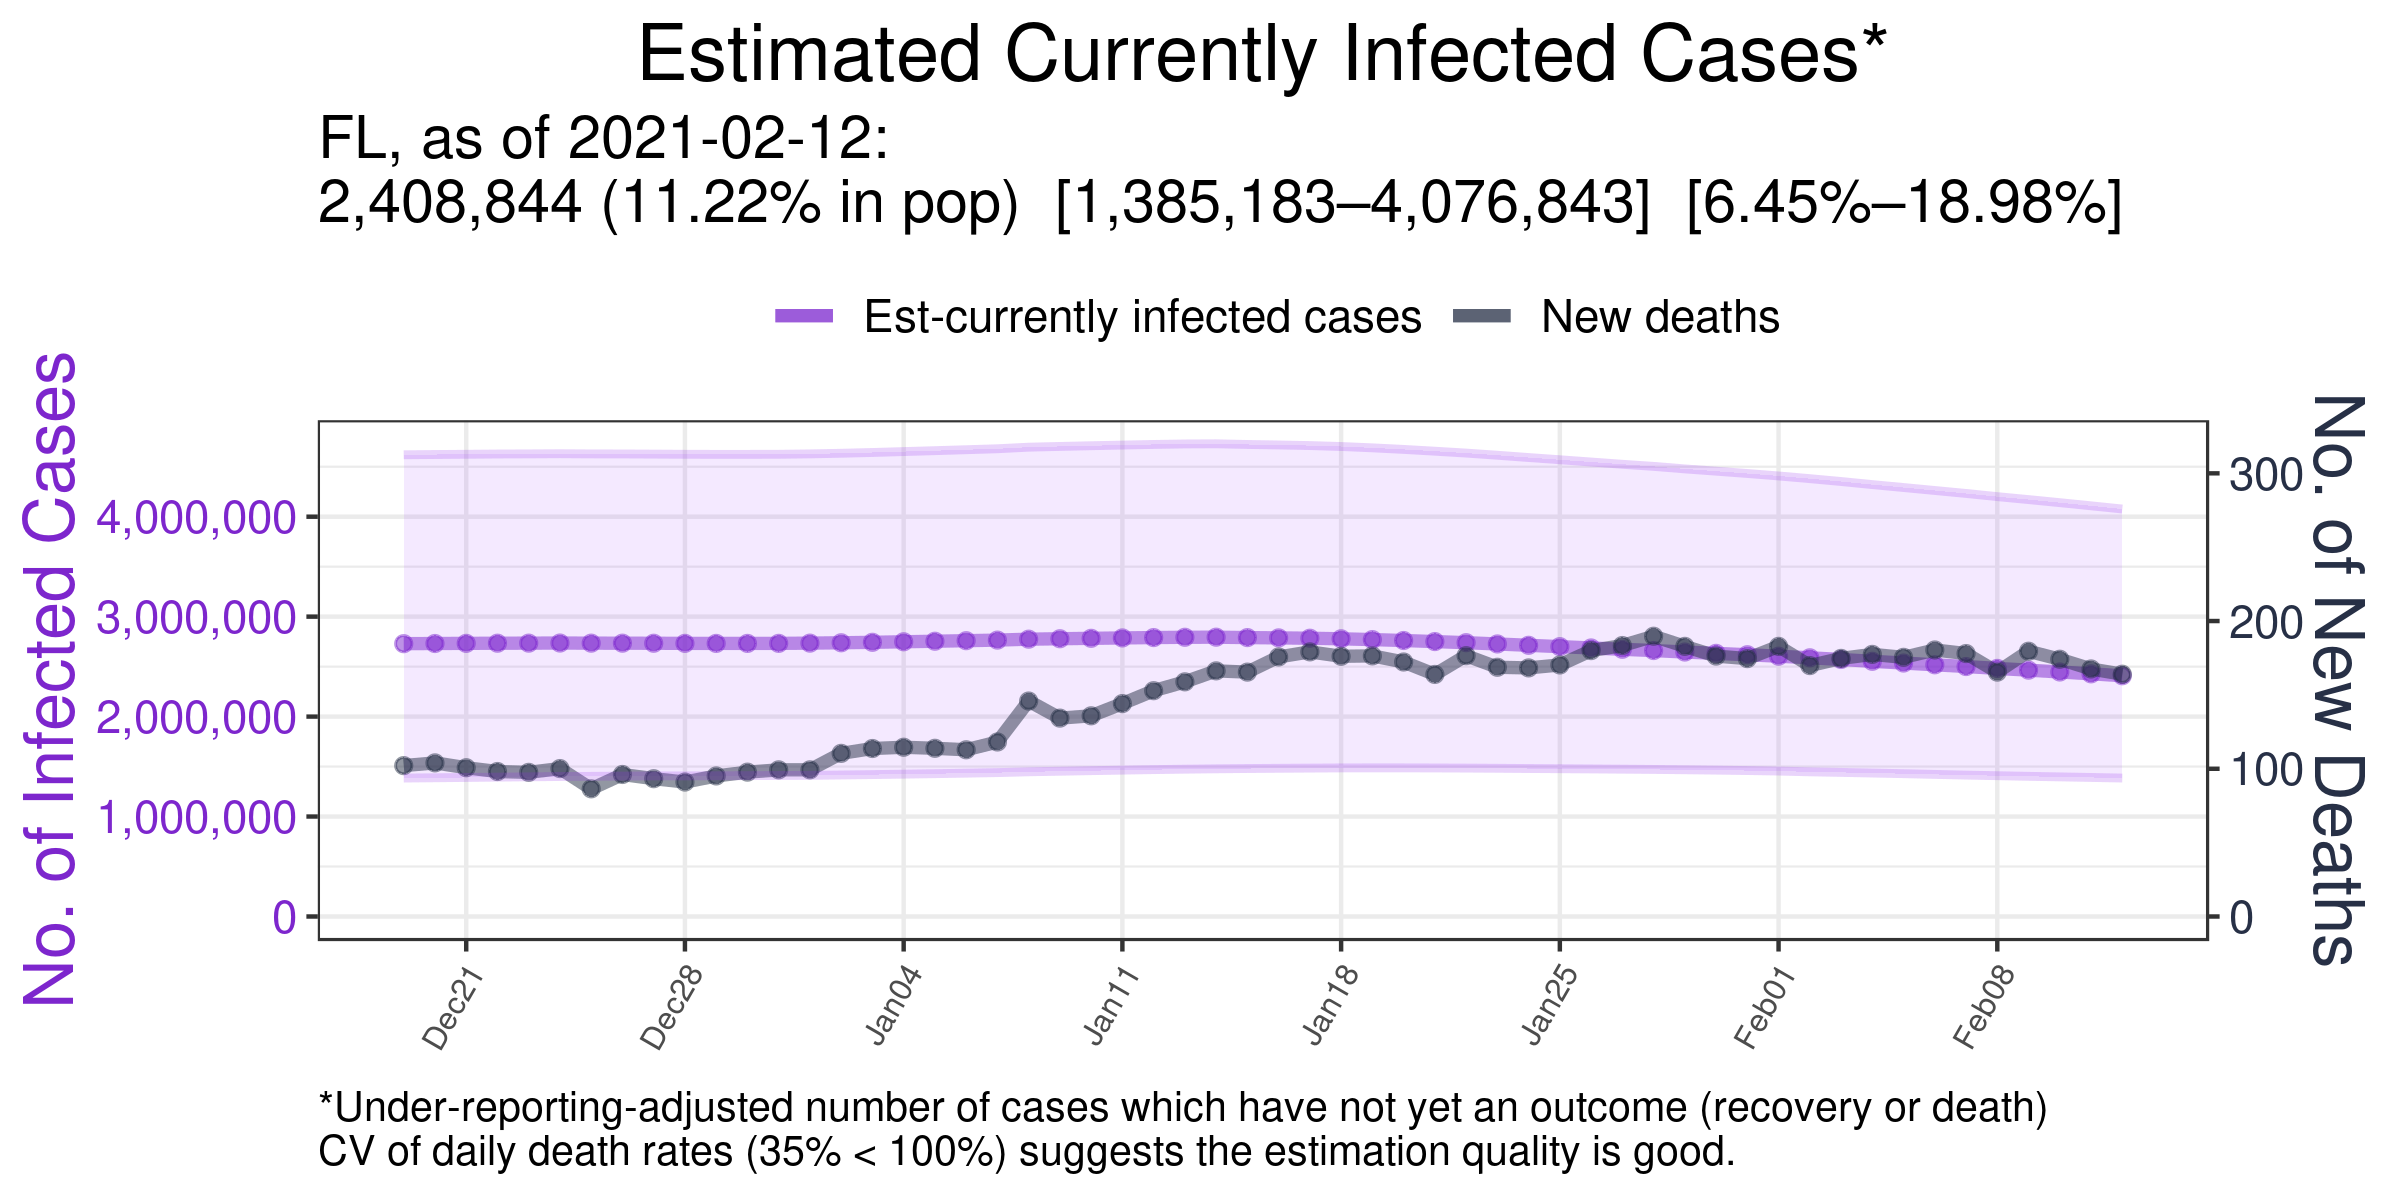 Estimated Currently Infected Cases*
FL, as of 2021-02-12:
2,408,844 (11.22% in pop)  [1,385,183–4,076,843]  [6.45%–18.98%]
Est-currently infected cases
New deaths
No. of Infected Cases
4,000,000
3,000,000
2,000,000
1,000,000
0
300
200
100
0
No. of New Deaths
Dec21
Dec28
Jan04
Jan11
Jan18
Jan25
Feb01
Feb08
*Under-reporting-adjusted number of cases which have not yet an outcome (recovery or death)
CV of daily death rates (35% < 100%) suggests the estimation quality is good.